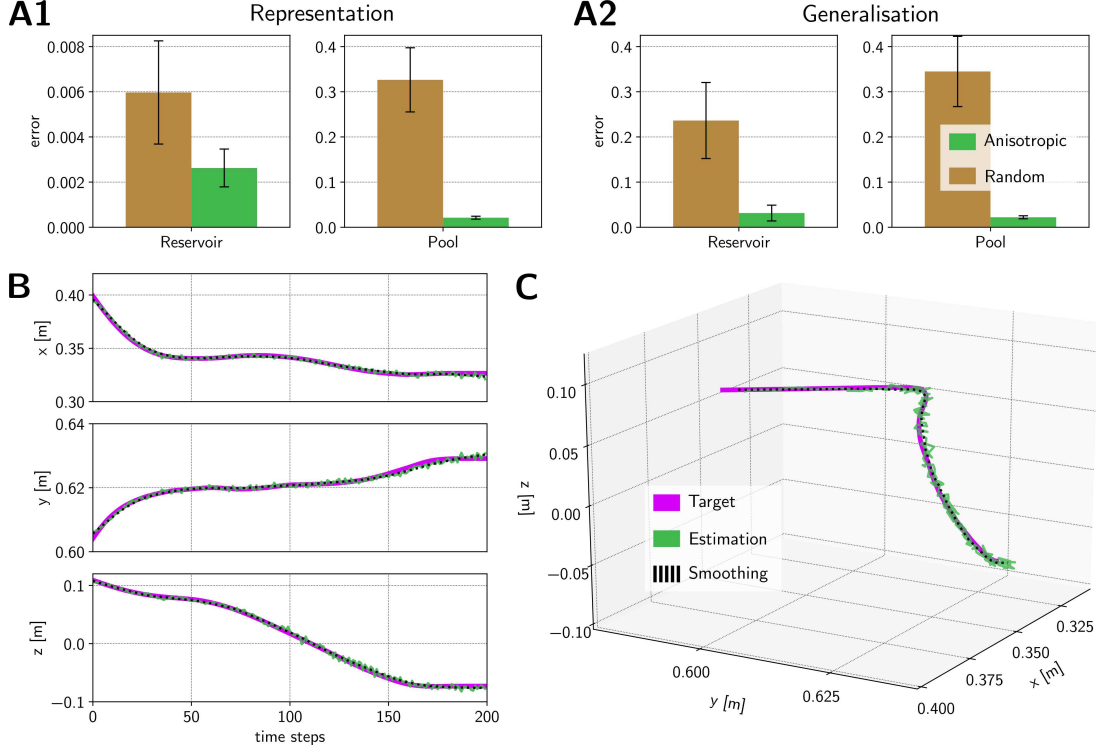 A1
Representation
A2
Generalisation
error
0.008
0.006
0.004
0.002
0.000
Reservoir
0.4
0.3
0.2
0.1
0.0
Pool
error
0.4
0.3
0.2
0.1
0.0
Reservoir
0.4
0.3
0.2
0.1
0.0
Pool
Anisotropic
Random
B
x [m]
0.40
0.35
0.30
y [m]
0.64
0.62
0.60
z [m]
0.1
0.0
−0.1
0
50
100
150
200
time steps
C
0.10
0.05
0.00
−0.05
−0.10
z [m]
Target
Estimation
Smoothing
0.600
0.625
y [m]
0.325
0.350
0.375
0.400
x [m]